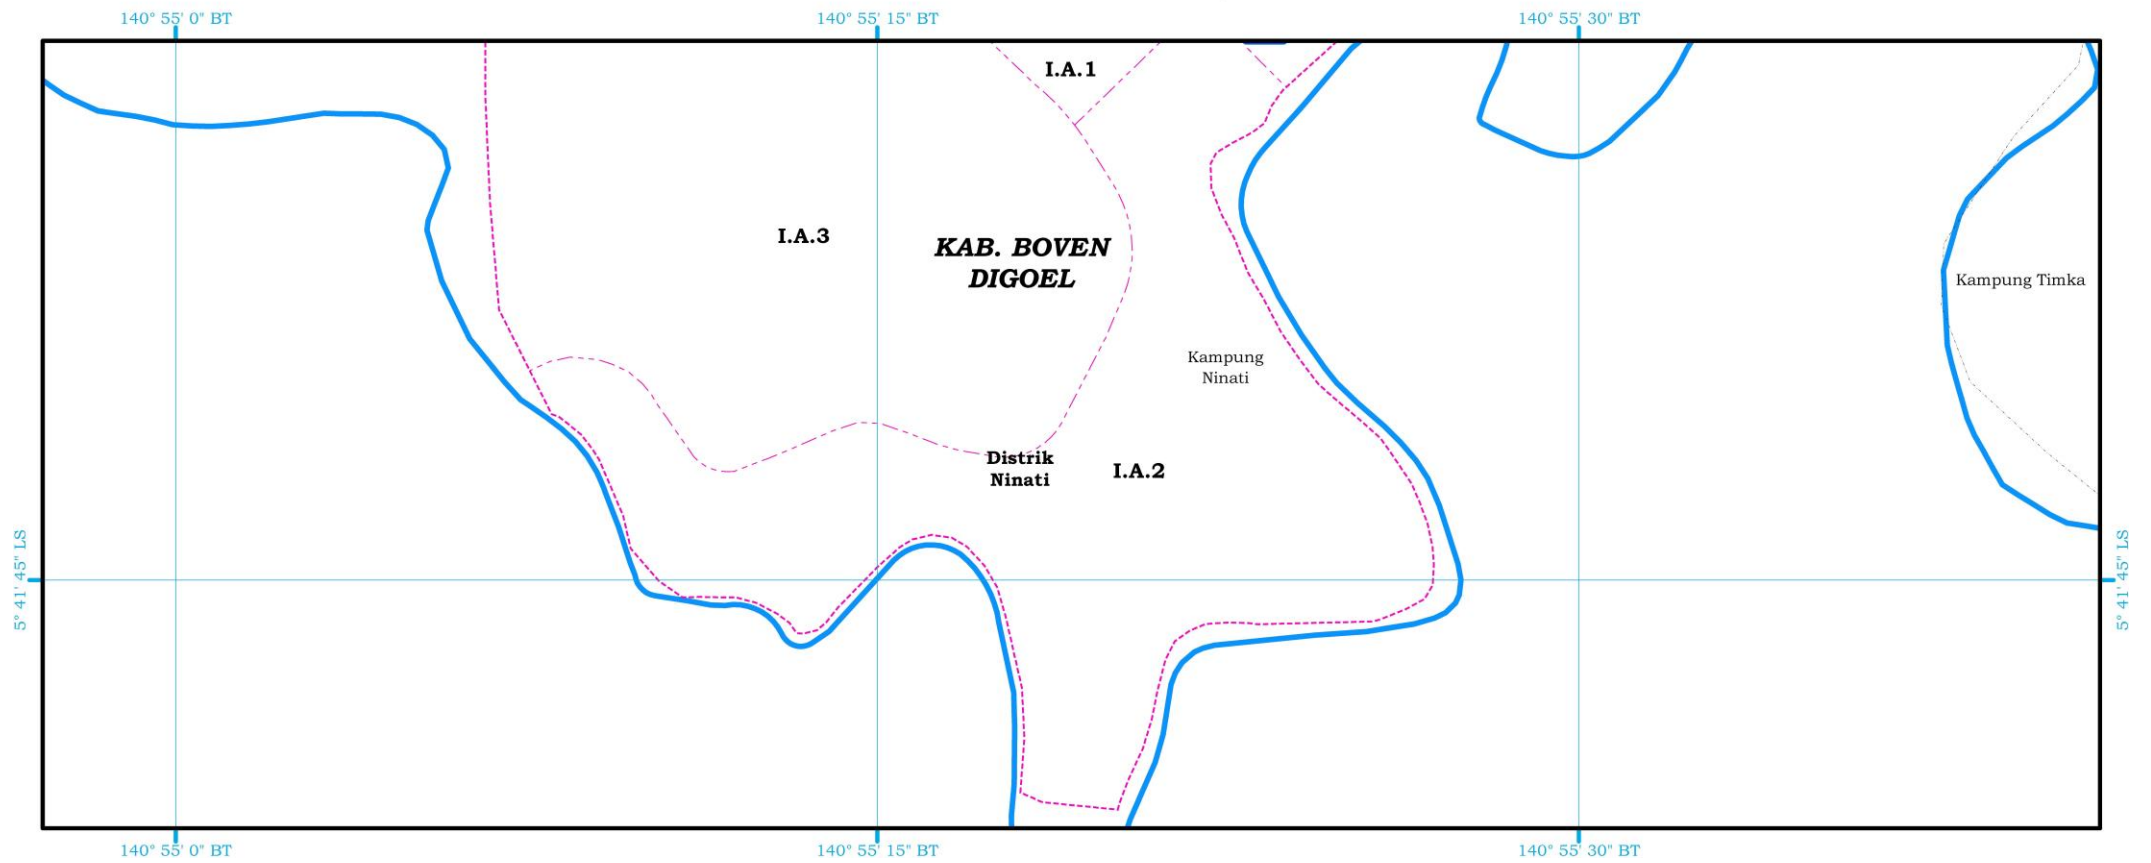 140° 55' 0" BT
140° 55' 15" BT
140° 55' 30" BT
I.A.1
I.A.3
KAB. BOVEN
DIGOEL
Kampung Timka
Kampung
Ninati
Distrik
Ninati
I.A.2
5° 41' 45" LS
5° 41' 45" LS
140° 55' 0" BT
140° 55' 15" BT
140° 55' 30" BT